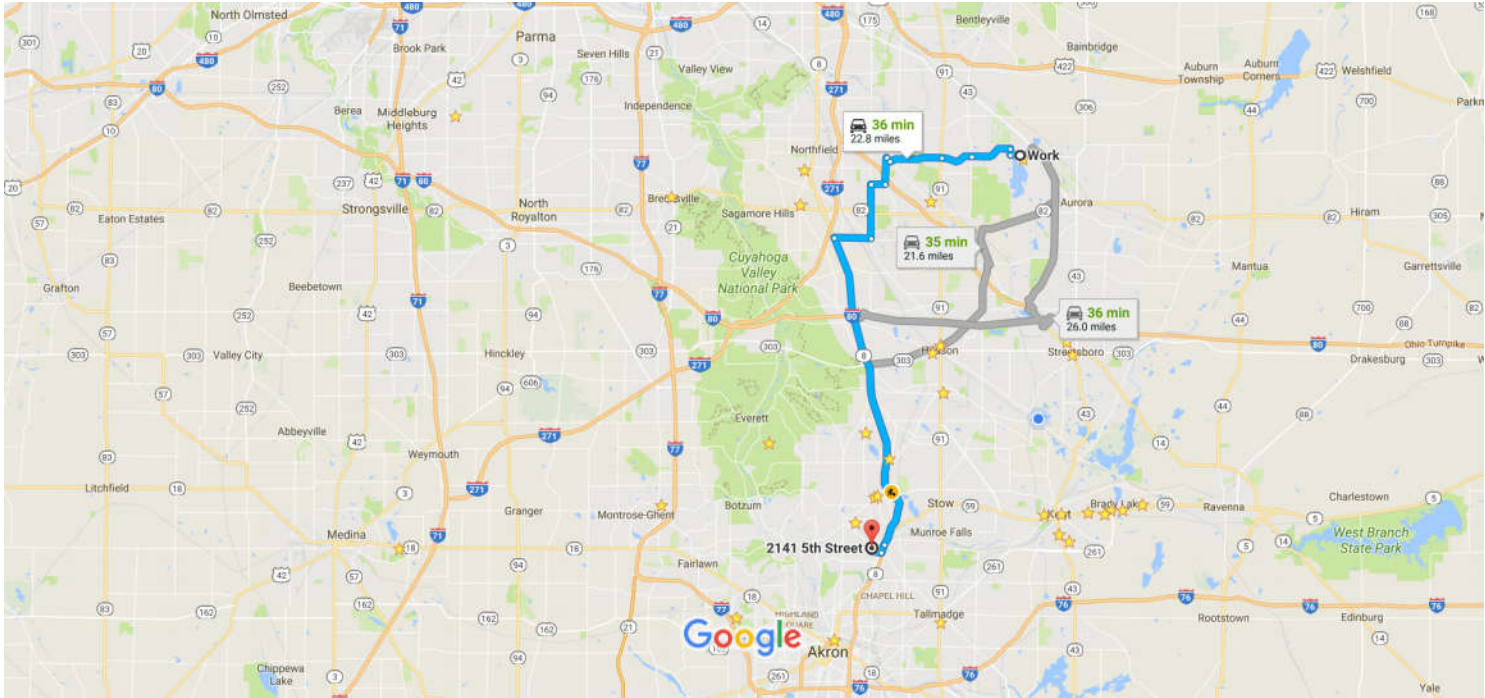 North Olmsted
Brook Park
Parma
Seven Hills
Valley View
Bentleyville
Bainbridge
Auburn
Township
Auburn
Corners
Welshfield
Berea
Middleburg
Heights
Independence
Northfield
36 min
22.8 miles
Work
Strongsville
North
Royalton
Brecksville
Sagamore Hills
Aurora
Hiram
Eaton Estates
35 min
21.6 miles
Cuyahoga
Valley
National Park
Mantua
Garrettsville
Grafton
Beebetown
36 min
26.0 miles
Valley City
Hinckley
Hudson
Streetsboro
Ohio Turnpike
Drakesburg
Everett
Abbeyville
Weymouth
Litchfield
Granger
Montrose-Ghent
Botzum
Stow
Kent
Brady Lake
Ravenna
Charlestown
Medina
2141 5th Street
Munroe Falls
West Branch
State Park
Fairlawn
CHAPEL HILL
Tallmadge
Rootstown
Edinburg
Google
Akron
Chippewa
Lake
Yale